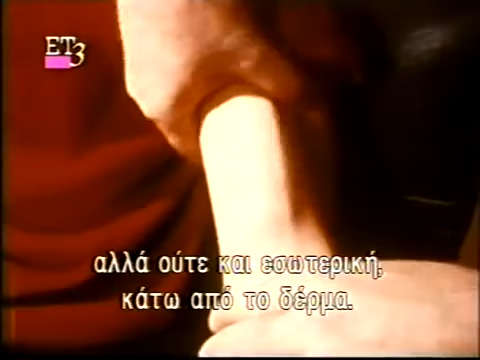 ET3
αλλά ούτε και εσωτερική,
κάτω από το δέρμα.